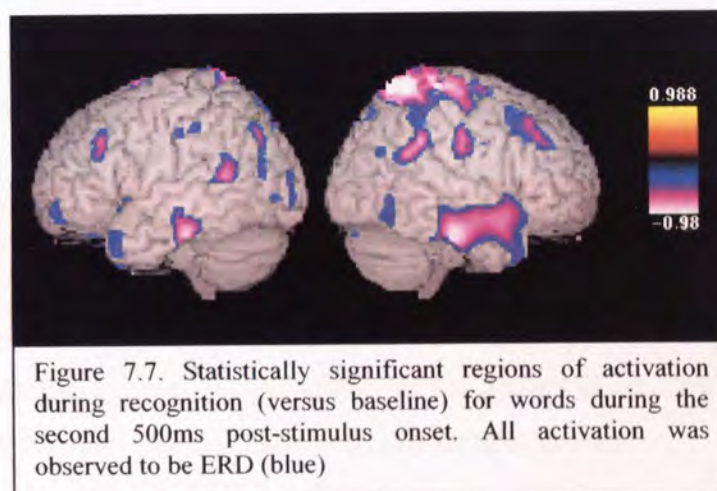 0.988
-0.98
Figure 7.7. Statistically significant regions of activation
during recognition (versus baseline) for words during the
second 500ms post-stimulus onset. All activation was
observed to be ERD (blue)